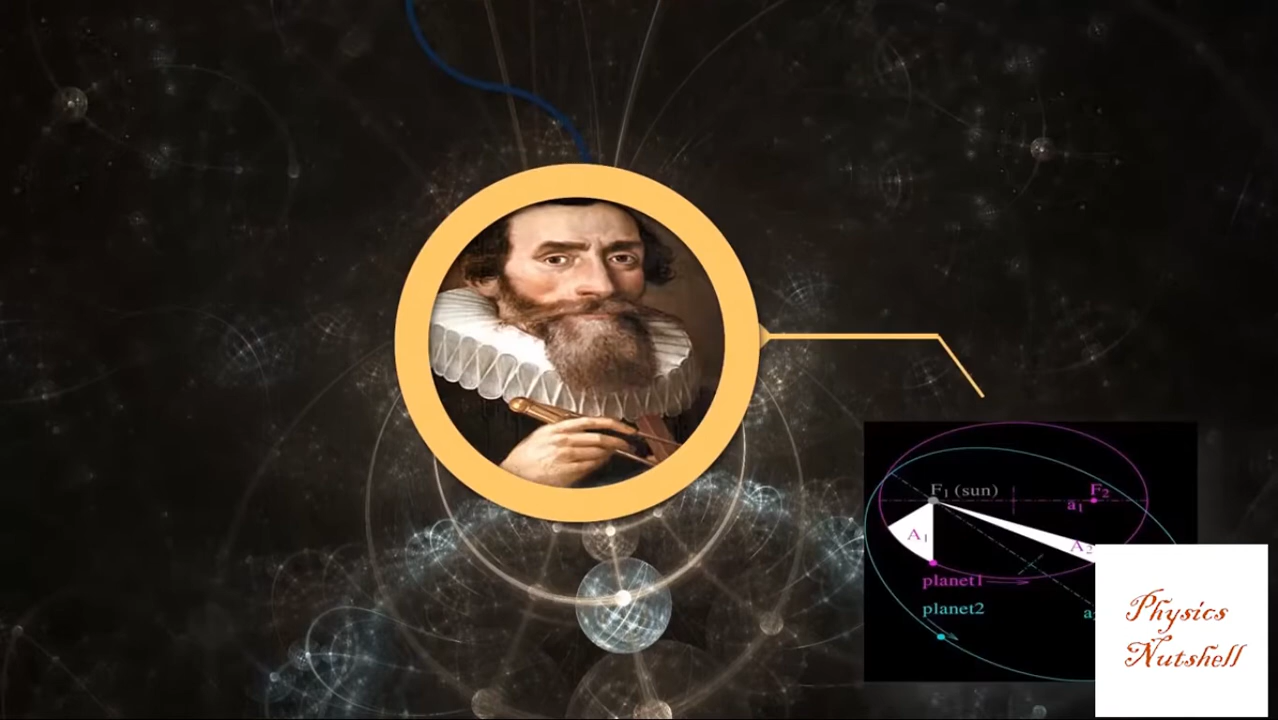 F1 (sun)
F2
a1
A1
A2
planet1
planet2
Physics
Nutshell